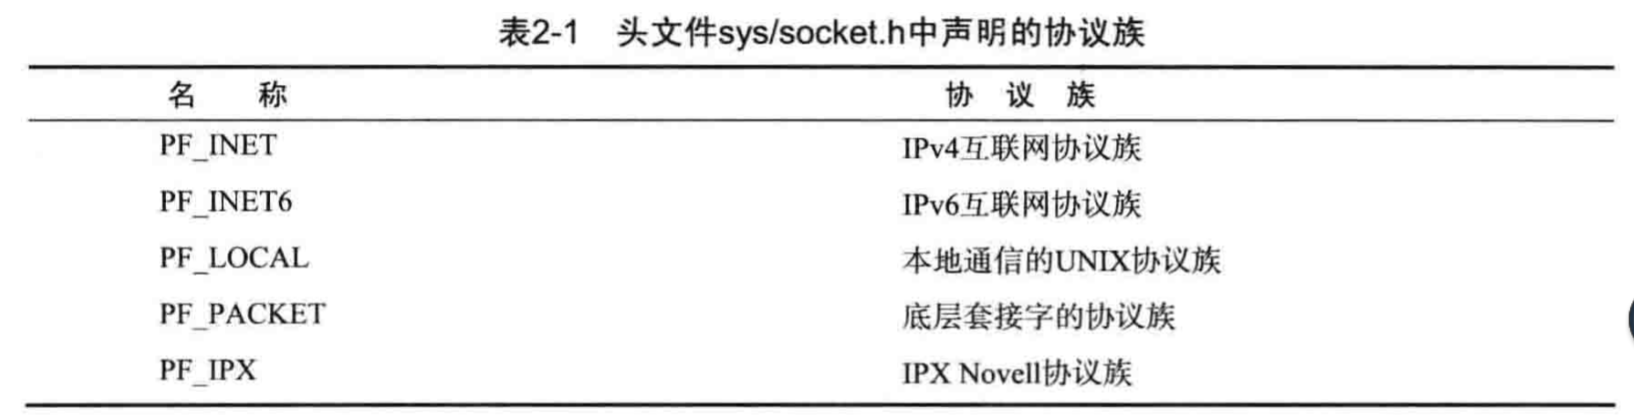 表2-1 头文件sys/socket.h中声明的协议族
名 称 协 议 族
PF_INET IPv4互联网协议族
PF_INET6 IPv6互联网协议族
PF_LOCAL 本地通信的UNIX协议族
PF_PACKET 底层套接字的协议族
PF_IPX IPX Novell协议族